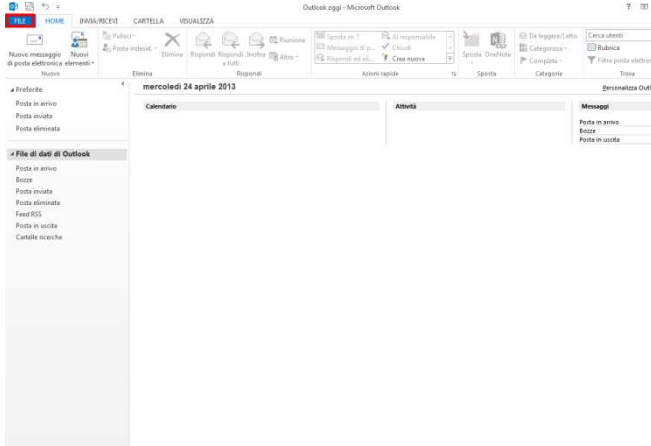 Outlook oggi - Microsoft Outlook
FILE HOME INVIA/RICEVI CARTELLA VISUALIZZA
Nuovo messaggio di posta elettronica
Nuovi elementi
Nuovo
Pulisci
Posta indesid.
Elimina
Elimina
Rispondi
Rispondi a tutti
Inoltra
Riunione
Altro
Rispondi
Sposta in: ?
Messaggio di p...
Rispondi ed eli...
Al responsabile
Chiudi
Crea nuova
Azioni rapide
Sposta
OneNote
Sposta
Da leggere/Letto
Categorizza
Completa
Categorie
Cerca utenti
Rubrica
Filtra posta elettron
Trova
Preferite
Posta in arrivo
Posta inviata
Posta eliminata
File di dati di Outlook
Posta in arrivo
Bozze
Posta inviata
Posta eliminata
Feed RSS
Posta in uscita
Cartelle ricerche
mercoledì 24 aprile 2013
Personalizza Outl
Calendario
Attività
Messaggi
Posta in arrivo
Bozze
Posta in uscita